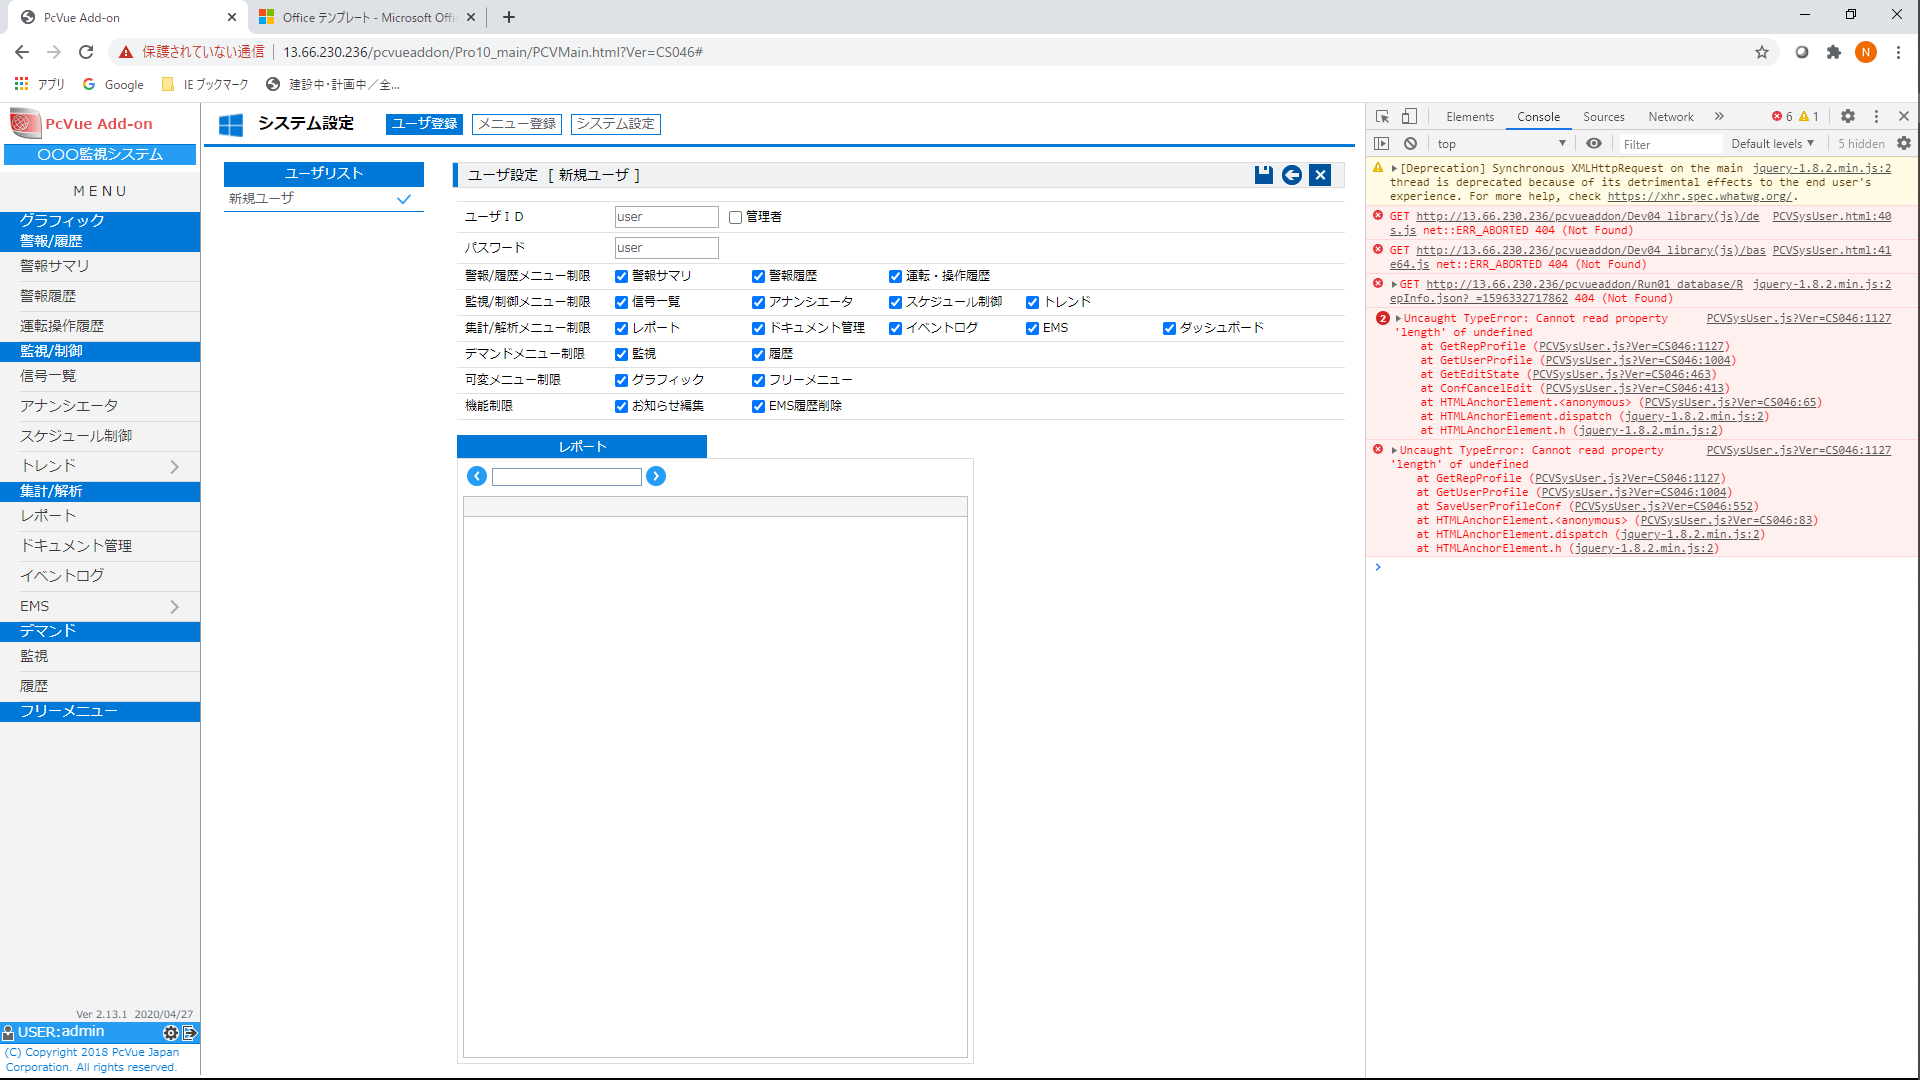 PcVue Add-on
Office テンプレート - Microsoft Offi
保護されていない通信 13.66.230.236/pcvueaddon/Pro10_main/PCVMain.html?Ver=CS046#
N
アプリ Google IE ブックマーク 建設中・計画中／全...
PcVue Add-on
〇〇〇監視システム
M E N U
グラフィック
警報/履歴
警報サマリ
警報履歴
運転操作履歴
監視/制御
信号一覧
アナンシエータ
スケジュール制御
トレンド
集計/解析
レポート
ドキュメント管理
イベントログ
EMS
デマンド
監視
履歴
フリーメニュー
Ver 2.13.1 2020/04/27
USER:admin
(C) Copyright 2018 PcVue Japan
Corporation. All rights reserved.
システム設定 ユーザ登録 メニュー登録 システム設定
ユーザリスト
新規ユーザ
ユーザ設定 [ 新規ユーザ ]
ユーザＩＤ user 管理者
パスワード user
警報/履歴メニュー制限 警報サマリ 警報履歴 運転・操作履歴
監視/制御メニュー制限 信号一覧 アナンシエータ スケジュール制御 トレンド
集計/解析メニュー制限 レポート ドキュメント管理 イベントログ EMS ダッシュボード
デマンドメニュー制限 監視 履歴
可変メニュー制限 グラフィック フリーメニュー
機能制限 お知らせ編集 EMS履歴削除
レポート
Elements Console Sources Network » 6 1
top Filter Default levels 5 hidden
[Deprecation] Synchronous XMLHttpRequest on the main jquery-1.8.2.min.js:2
thread is deprecated because of its detrimental effects to the end user's
experience. For more help, check https://xhr.spec.whatwg.org/.
GET http://13.66.230.236/pcvueaddon/Dev04_library(js)/de PCVSysUser.html:40
s.js net::ERR_ABORTED 404 (Not Found)
GET http://13.66.230.236/pcvueaddon/Dev04_library(js)/bas PCVSysUser.html:41
e64.js net::ERR_ABORTED 404 (Not Found)
GET http://13.66.230.236/pcvueaddon/Run01_database/R jquery-1.8.2.min.js:2
epInfo.json?_=1596332717862 404 (Not Found)
2 Uncaught TypeError: Cannot read property PCVSysUser.js?Ver=CS046:1127
'length' of undefined
at GetRepProfile (PCVSysUser.js?Ver=CS046:1127)
at GetUserProfile (PCVSysUser.js?Ver=CS046:1004)
at GetEditState (PCVSysUser.js?Ver=CS046:463)
at ConfCancelEdit (PCVSysUser.js?Ver=CS046:413)
at HTMLAnchorElement.<anonymous> (PCVSysUser.js?Ver=CS046:65)
at HTMLAnchorElement.dispatch (jquery-1.8.2.min.js:2)
at HTMLAnchorElement.h (jquery-1.8.2.min.js:2)
Uncaught TypeError: Cannot read property PCVSysUser.js?Ver=CS046:1127
'length' of undefined
at GetRepProfile (PCVSysUser.js?Ver=CS046:1127)
at GetUserProfile (PCVSysUser.js?Ver=CS046:1004)
at SaveUserProfileConf (PCVSysUser.js?Ver=CS046:552)
at HTMLAnchorElement.<anonymous> (PCVSysUser.js?Ver=CS046:83)
at HTMLAnchorElement.dispatch (jquery-1.8.2.min.js:2)
at HTMLAnchorElement.h (jquery-1.8.2.min.js:2)